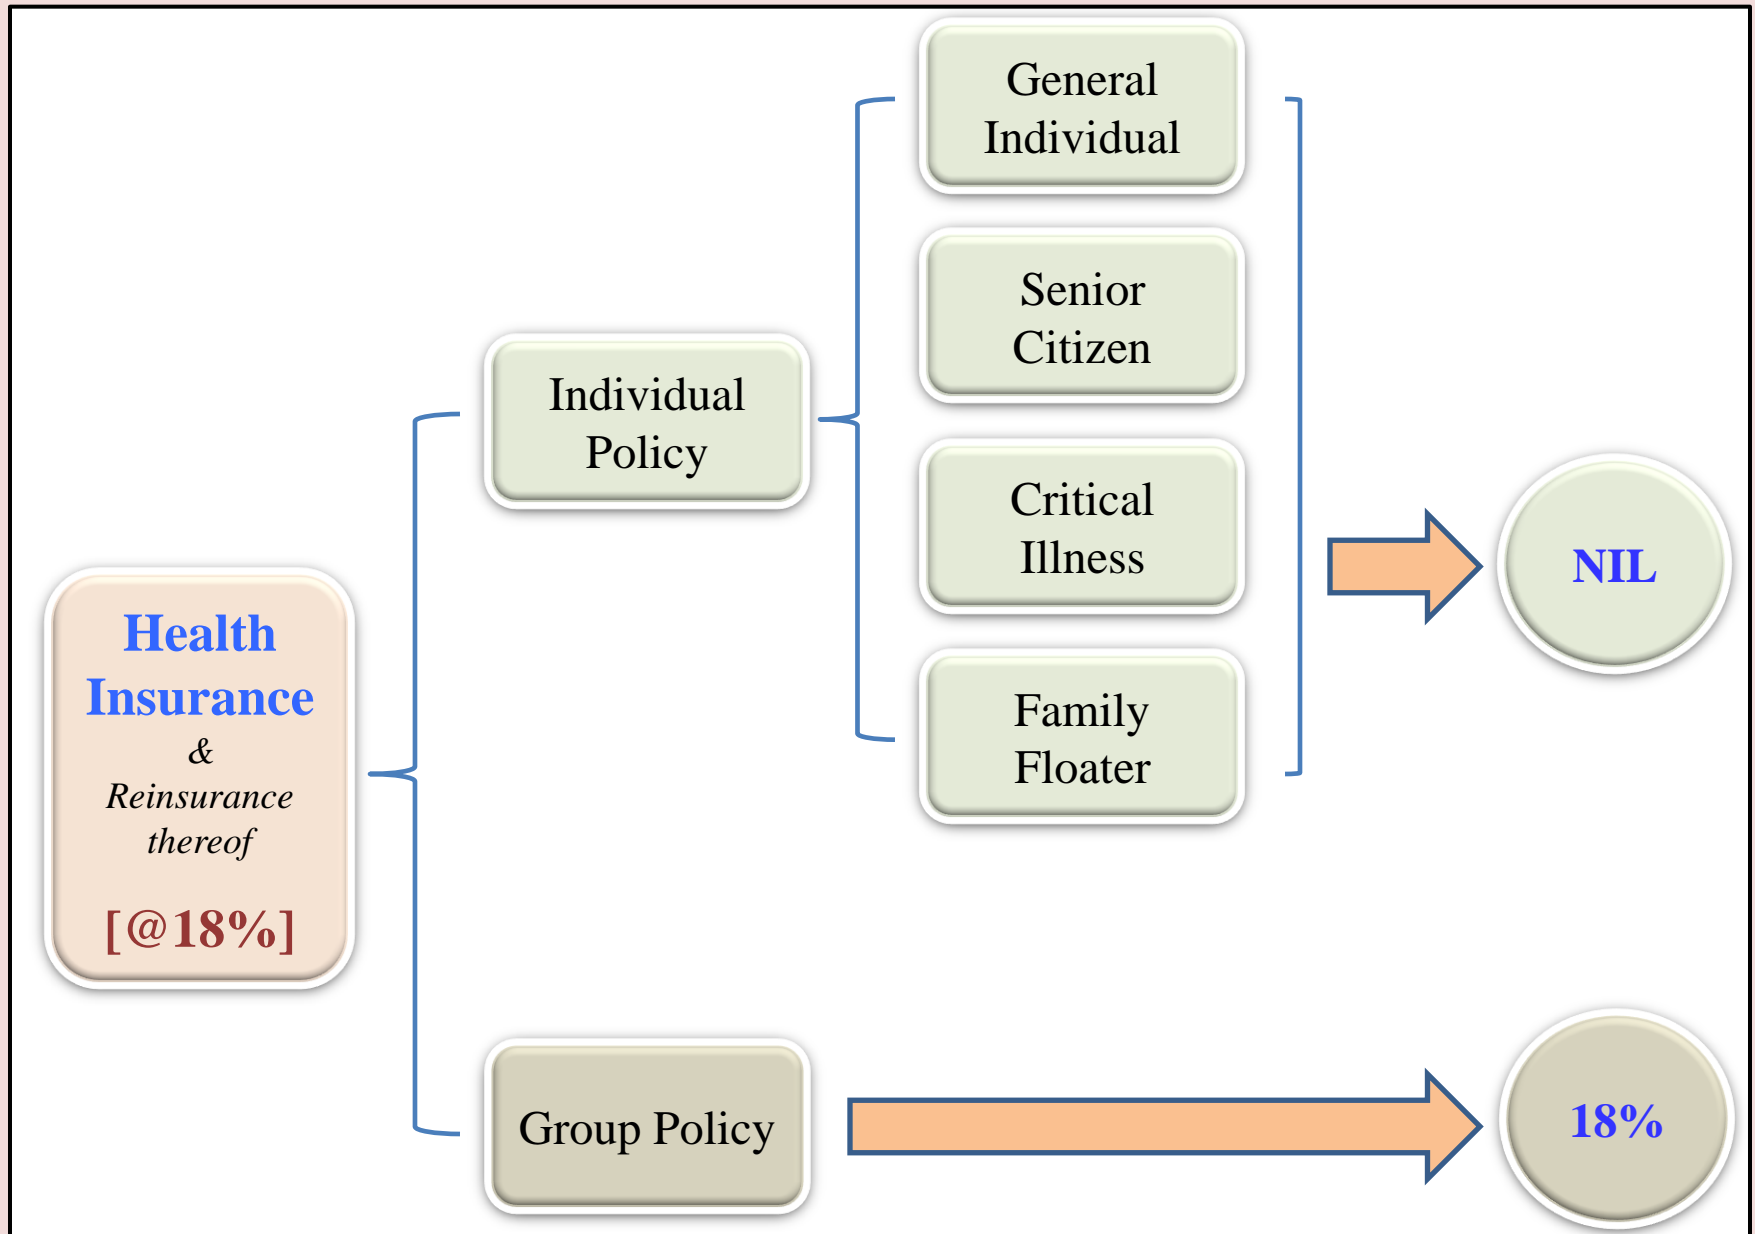 General
Individual
Senior
Citizen
Individual
Policy
Critical
Illness
NIL
Health
Insurance
&
Reinsurance
thereof
[@18%]
Family
Floater
Group Policy
18%